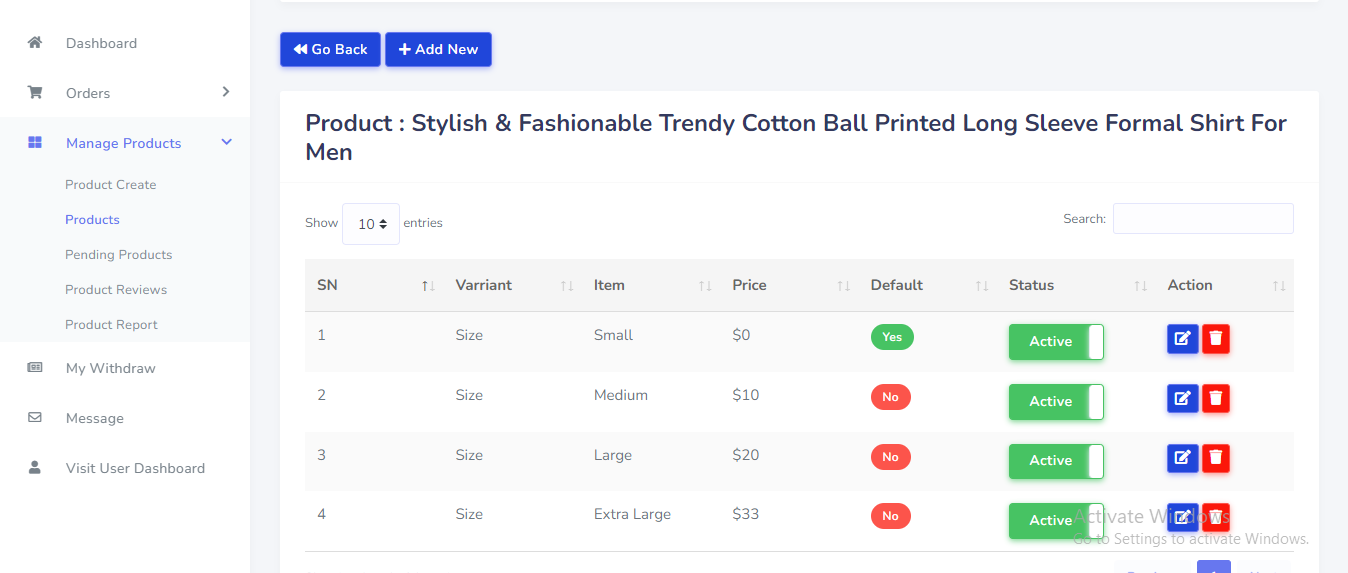 Dashboard
Orders
Manage Products
Product Create
Products
Pending Products
Product Reviews
Product Report
My Withdraw
Message
Visit User Dashboard
Go Back Add New
Product : Stylish & Fashionable Trendy Cotton Ball Printed Long Sleeve Formal Shirt For
Men
Show 10 entries Search:
SN Varriant Item Price Default Status Action
1 Size Small $0 Yes Active
2 Size Medium $10 No Active
3 Size Large $20 No Active
4 Size Extra Large $33 No Active
Activate Windows
Go to Settings to activate Windows.